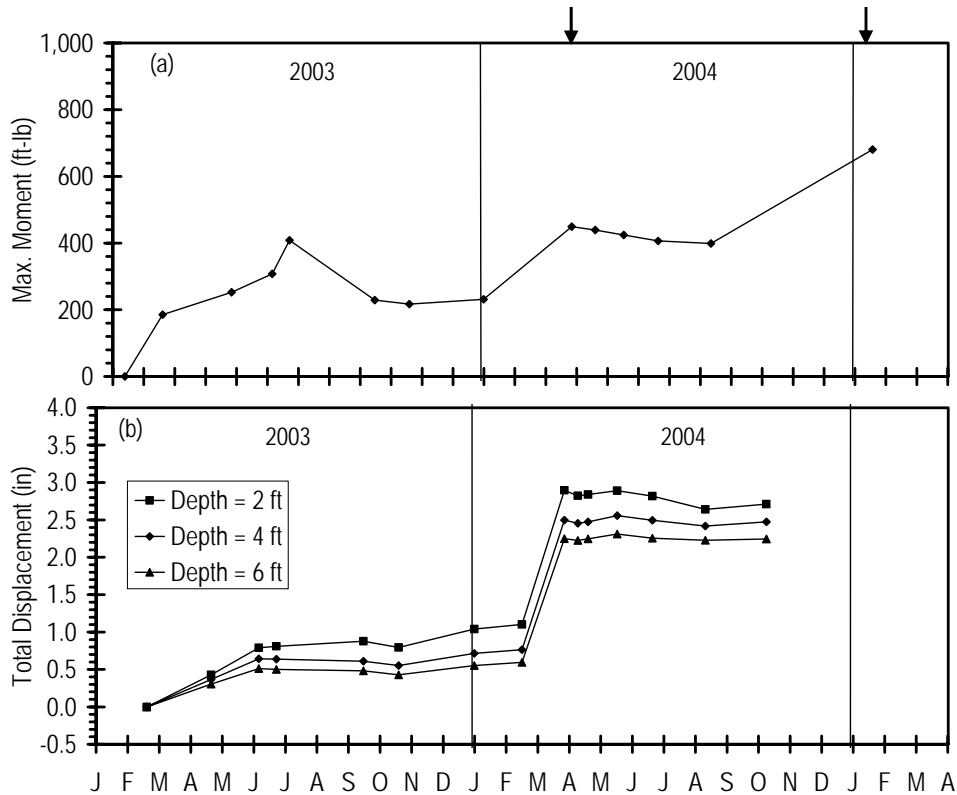 1,000
(a)
2003
2004
800
600
400
200
0
Max. Moment (ft-lb)
4.0
(b)
2003
2004
3.5
3.0
2.5
2.0
1.5
1.0
0.5
0.0
-0.5
Total Displacement (in)
Depth = 2 ft
Depth = 4 ft
Depth = 6 ft
J F M A M J J A S O N D J F M A M J J A S O N D J F M A